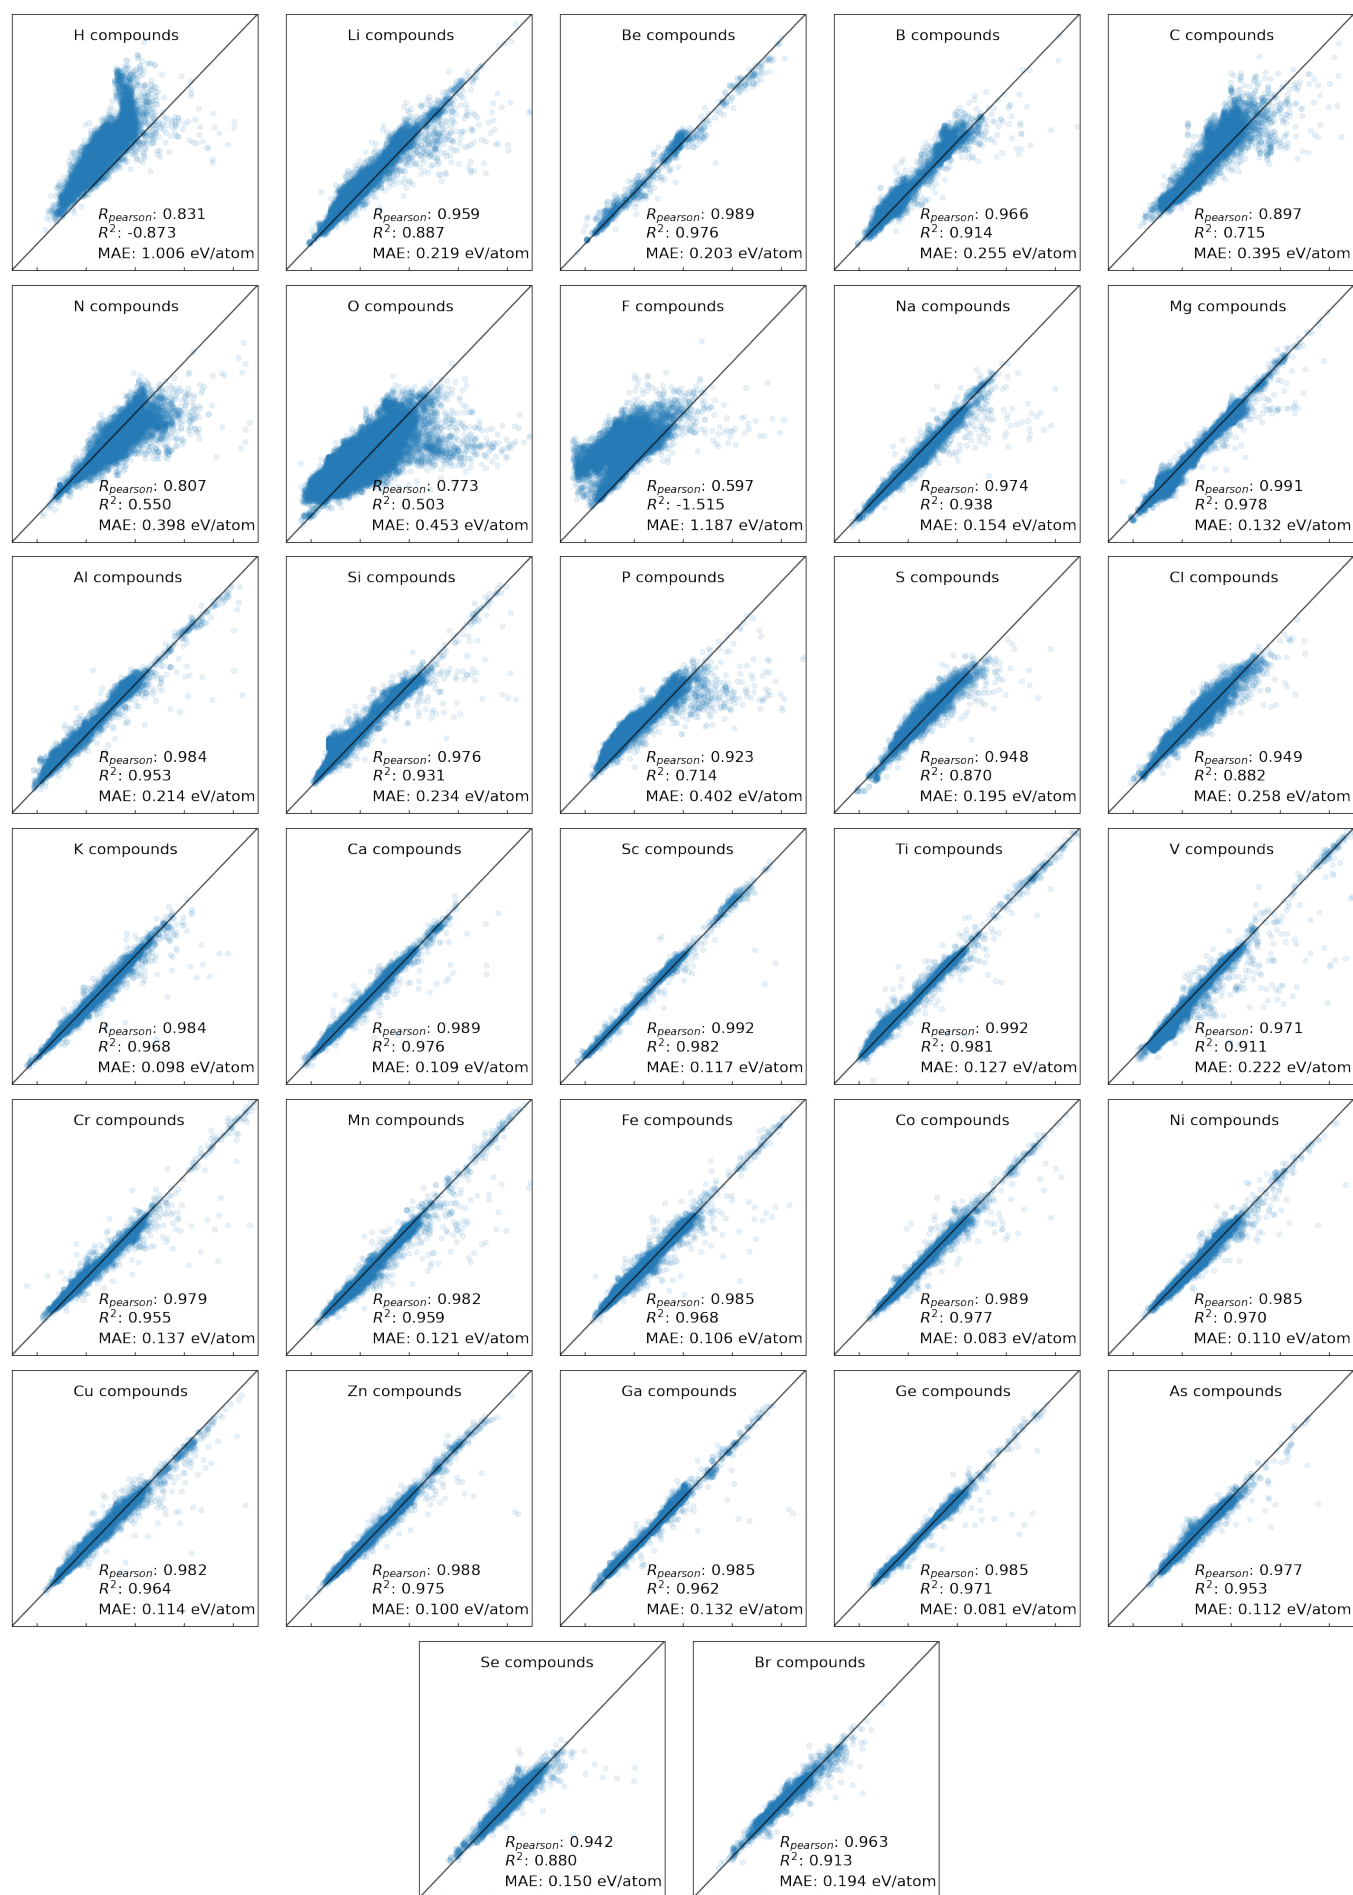 H compounds
R_pearson: 0.831
R²: -0.873
MAE: 1.006 eV/atom
Li compounds
R_pearson: 0.959
R²: 0.887
MAE: 0.219 eV/atom
Be compounds
R_pearson: 0.989
R²: 0.976
MAE: 0.203 eV/atom
B compounds
R_pearson: 0.966
R²: 0.914
MAE: 0.255 eV/atom
C compounds
R_pearson: 0.897
R²: 0.715
MAE: 0.395 eV/atom
N compounds
R_pearson: 0.807
R²: 0.550
MAE: 0.398 eV/atom
O compounds
R_pearson: 0.773
R²: 0.503
MAE: 0.453 eV/atom
F compounds
R_pearson: 0.597
R²: -1.515
MAE: 1.187 eV/atom
Na compounds
R_pearson: 0.974
R²: 0.938
MAE: 0.154 eV/atom
Mg compounds
R_pearson: 0.991
R²: 0.978
MAE: 0.132 eV/atom
Al compounds
R_pearson: 0.984
R²: 0.953
MAE: 0.214 eV/atom
Si compounds
R_pearson: 0.976
R²: 0.931
MAE: 0.234 eV/atom
P compounds
R_pearson: 0.923
R²: 0.714
MAE: 0.402 eV/atom
S compounds
R_pearson: 0.948
R²: 0.870
MAE: 0.195 eV/atom
Cl compounds
R_pearson: 0.949
R²: 0.882
MAE: 0.258 eV/atom
K compounds
R_pearson: 0.984
R²: 0.968
MAE: 0.098 eV/atom
Ca compounds
R_pearson: 0.989
R²: 0.976
MAE: 0.109 eV/atom
Sc compounds
R_pearson: 0.992
R²: 0.982
MAE: 0.117 eV/atom
Ti compounds
R_pearson: 0.992
R²: 0.981
MAE: 0.127 eV/atom
V compounds
R_pearson: 0.971
R²: 0.911
MAE: 0.222 eV/atom
Cr compounds
R_pearson: 0.979
R²: 0.955
MAE: 0.137 eV/atom
Mn compounds
R_pearson: 0.982
R²: 0.959
MAE: 0.121 eV/atom
Fe compounds
R_pearson: 0.985
R²: 0.968
MAE: 0.106 eV/atom
Co compounds
R_pearson: 0.989
R²: 0.977
MAE: 0.083 eV/atom
Ni compounds
R_pearson: 0.985
R²: 0.970
MAE: 0.110 eV/atom
Cu compounds
R_pearson: 0.982
R²: 0.964
MAE: 0.114 eV/atom
Zn compounds
R_pearson: 0.988
R²: 0.975
MAE: 0.100 eV/atom
Ga compounds
R_pearson: 0.985
R²: 0.962
MAE: 0.132 eV/atom
Ge compounds
R_pearson: 0.985
R²: 0.971
MAE: 0.081 eV/atom
As compounds
R_pearson: 0.977
R²: 0.953
MAE: 0.112 eV/atom
Se compounds
R_pearson: 0.942
R²: 0.880
MAE: 0.150 eV/atom
Br compounds
R_pearson: 0.963
R²: 0.913
MAE: 0.194 eV/atom